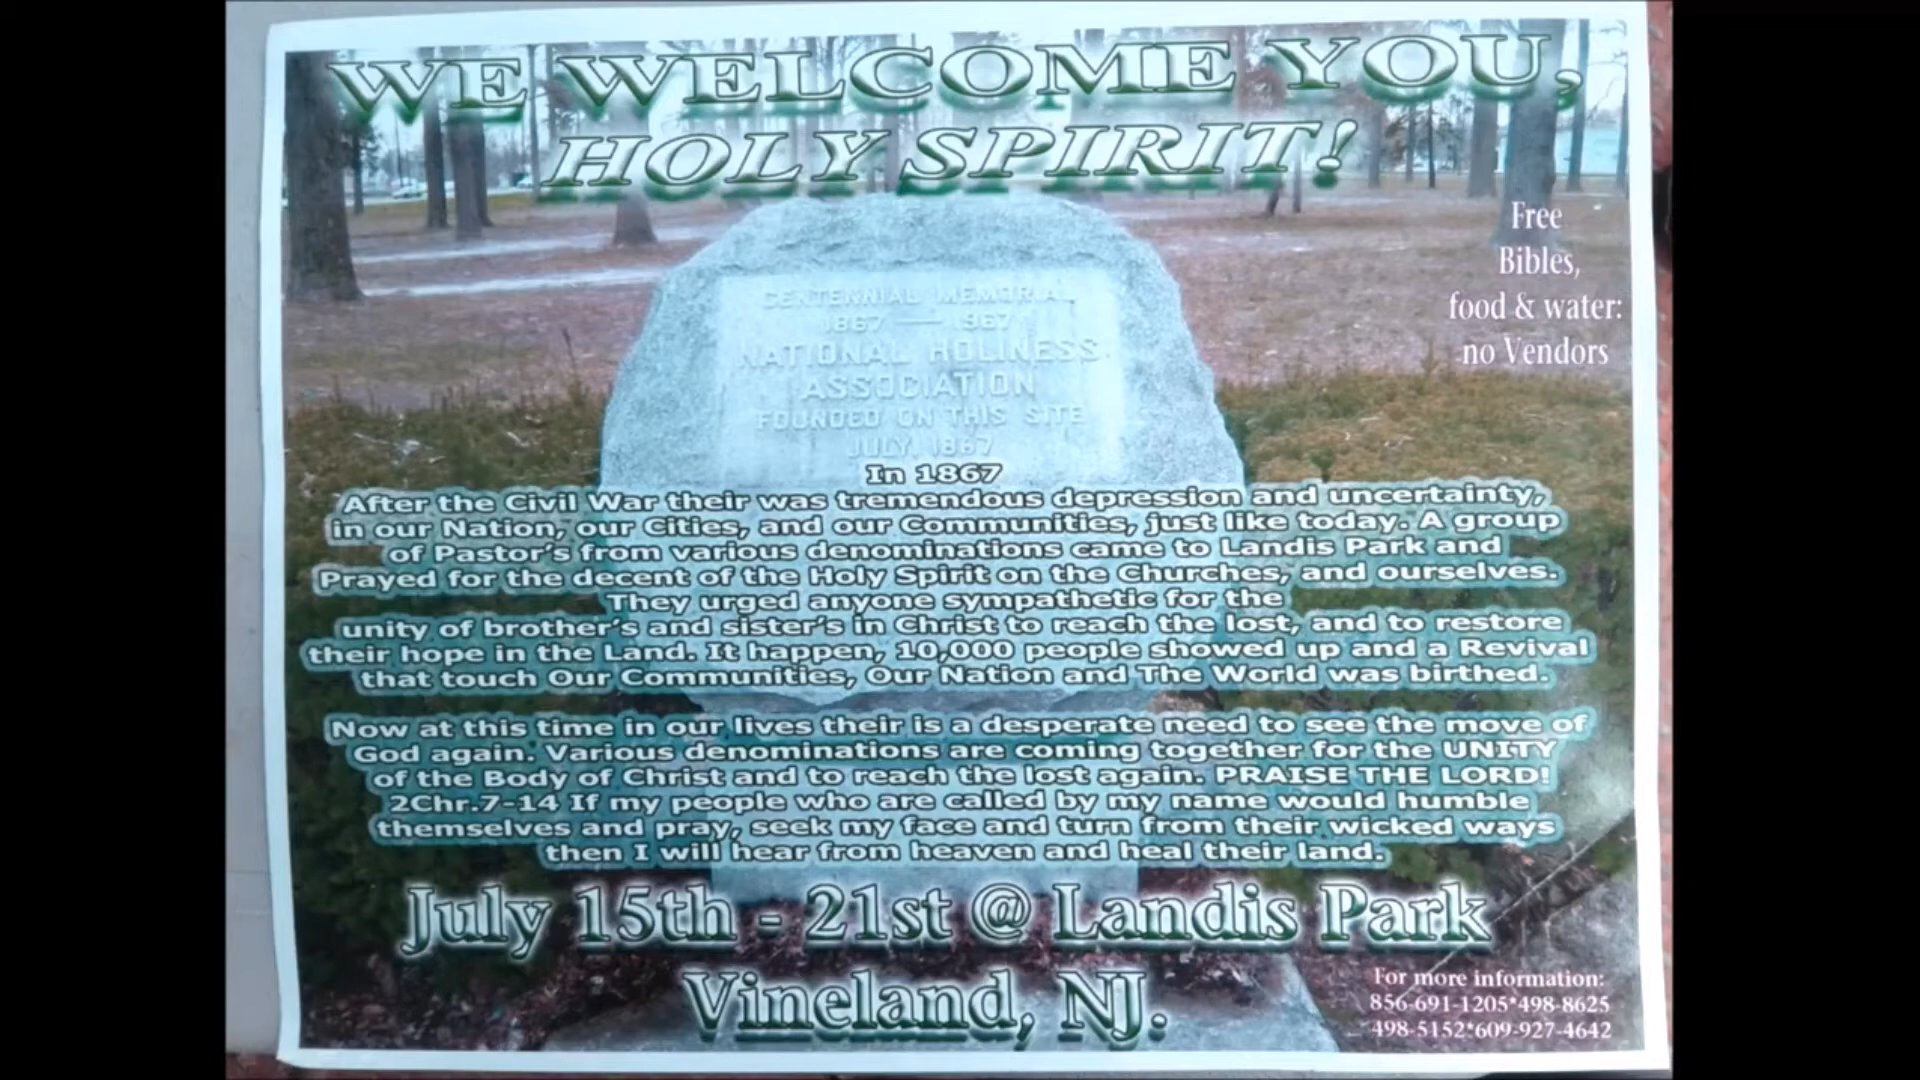 WE WELCOME YOU,
HOLY SPIRIT!
Free
Bibles,
food & water:
no Vendors
CENTENNIAL MEMORIAL
1867 — 1967
NATIONAL HOLINESS
ASSOCIATION
FOUNDED ON THIS SITE
JULY, 1867
In 1867
After the Civil War their was tremendous depression and uncertainty,
in our Nation, our Cities, and our Communities, just like today. A group
of Pastor's from various denominations came to Landis Park and
Prayed for the decent of the Holy Spirit on the Churches, and ourselves.
They urged anyone sympathetic for the
unity of brother's and sister's in Christ to reach the lost, and to restore
their hope in the Land. It happen, 10,000 people showed up and a Revival
that touch Our Communities, Our Nation and The World was birthed.
Now at this time in our lives their is a desperate need to see the move of
God again. Various denominations are coming together for the UNITY
of the Body of Christ and to reach the lost again. PRAISE THE LORD!
2Chr.7-14 If my people who are called by my name would humble
themselves and pray, seek my face and turn from their wicked ways
then I will hear from heaven and heal their land.
July 15th - 21st @ Landis Park
Vineland, NJ.
For more information:
856-691-1205*498-8625
498-5152*609-927-4642